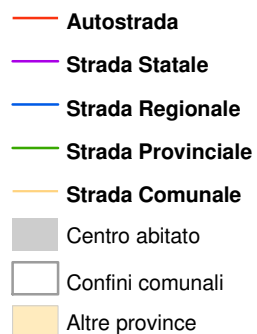 Autostrada
Strada Statale
Strada Regionale
Strada Provinciale
Strada Comunale
Centro abitato
Confini comunali
Altre province